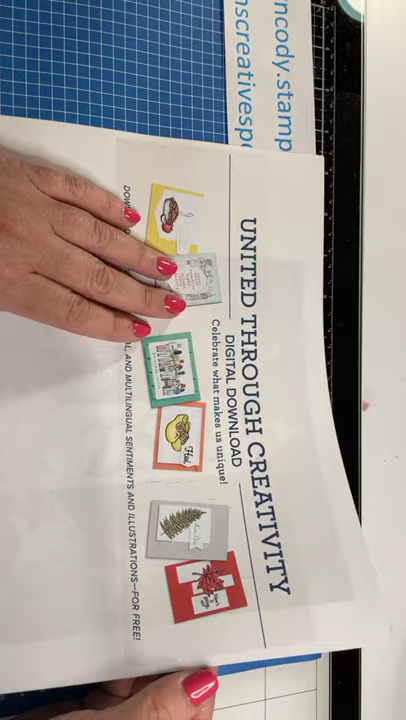 ncody.stamp
nscreativesp
UNITED THROUGH CREATIVITY
DIGITAL DOWNLOAD
Celebrate what makes us unique!
AL, AND MULTILINGUAL SENTIMENTS AND ILLUSTRATIONS—FOR FREE!